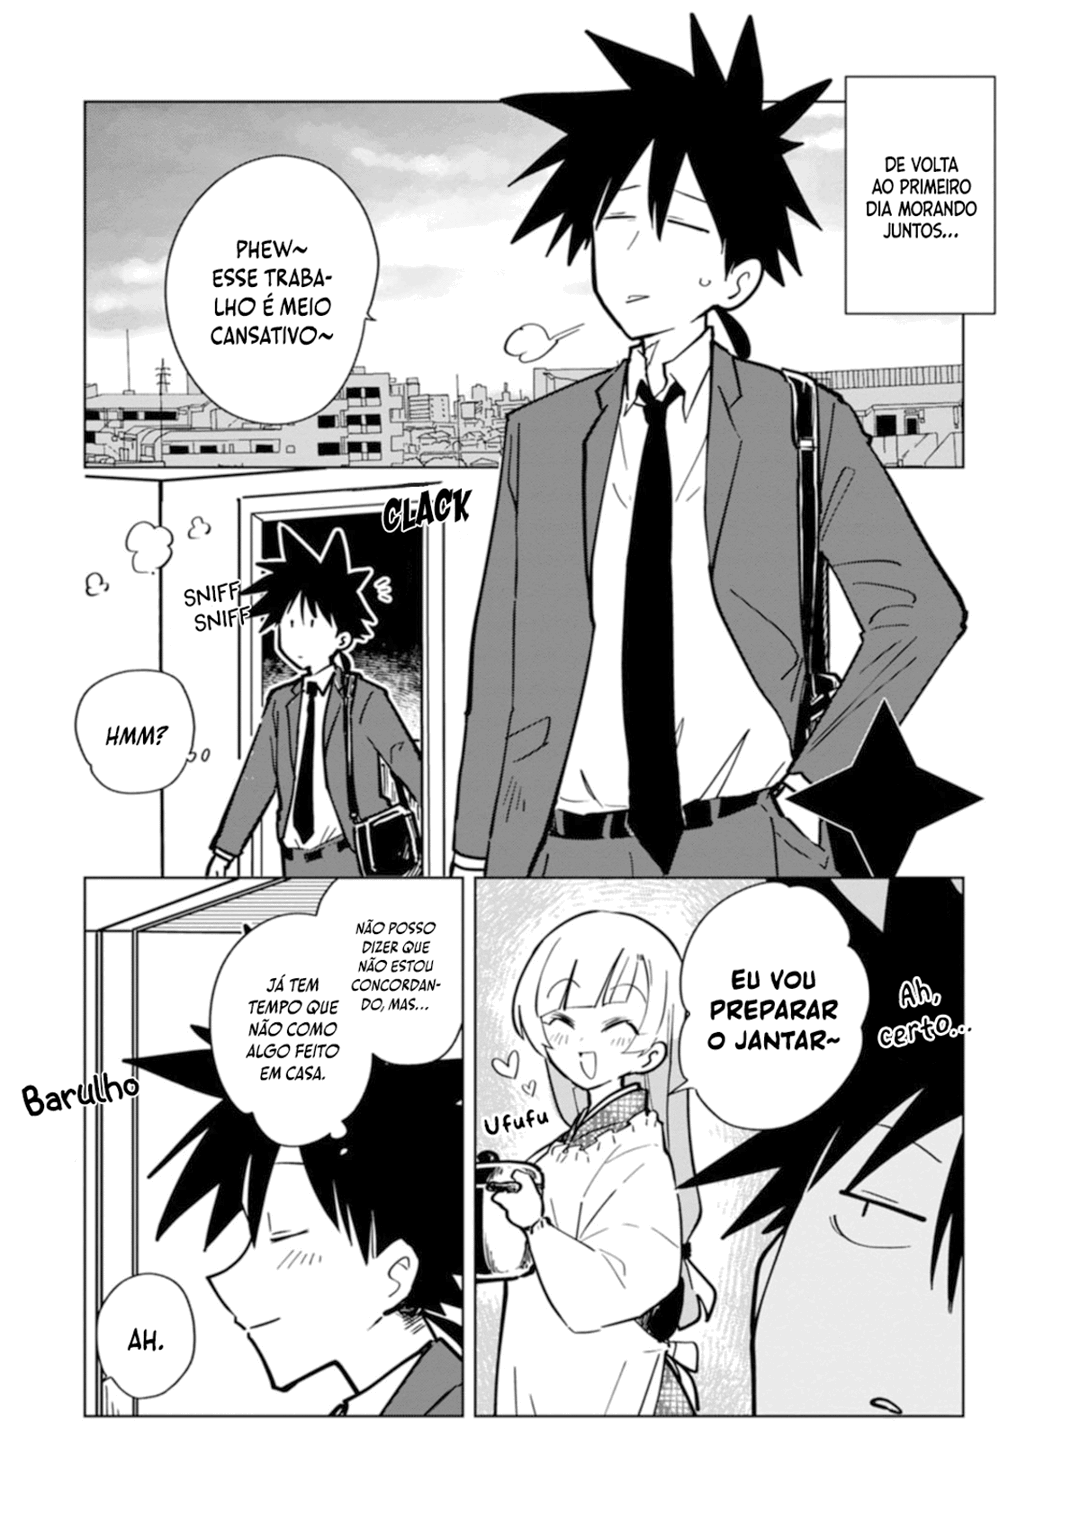 DE VOLTA
AO PRIMEIRO
DIA MORANDO
JUNTOS...
PHEW~
ESSE TRABA-
LHO É MEIO
CANSATIVO~
CLACK
SNIFF
SNIFF
HMM?
EU VOU
PREPARAR
O JANTAR~
Ah,
certo...
Ufufu
NÃO POSSO
DIZER QUE
NÃO ESTOU
CONCORDAN-
DO, MAS...
JÁ TEM
TEMPO QUE
NÃO COMO
ALGO FEITO
EM CASA.
Barulho
AH.